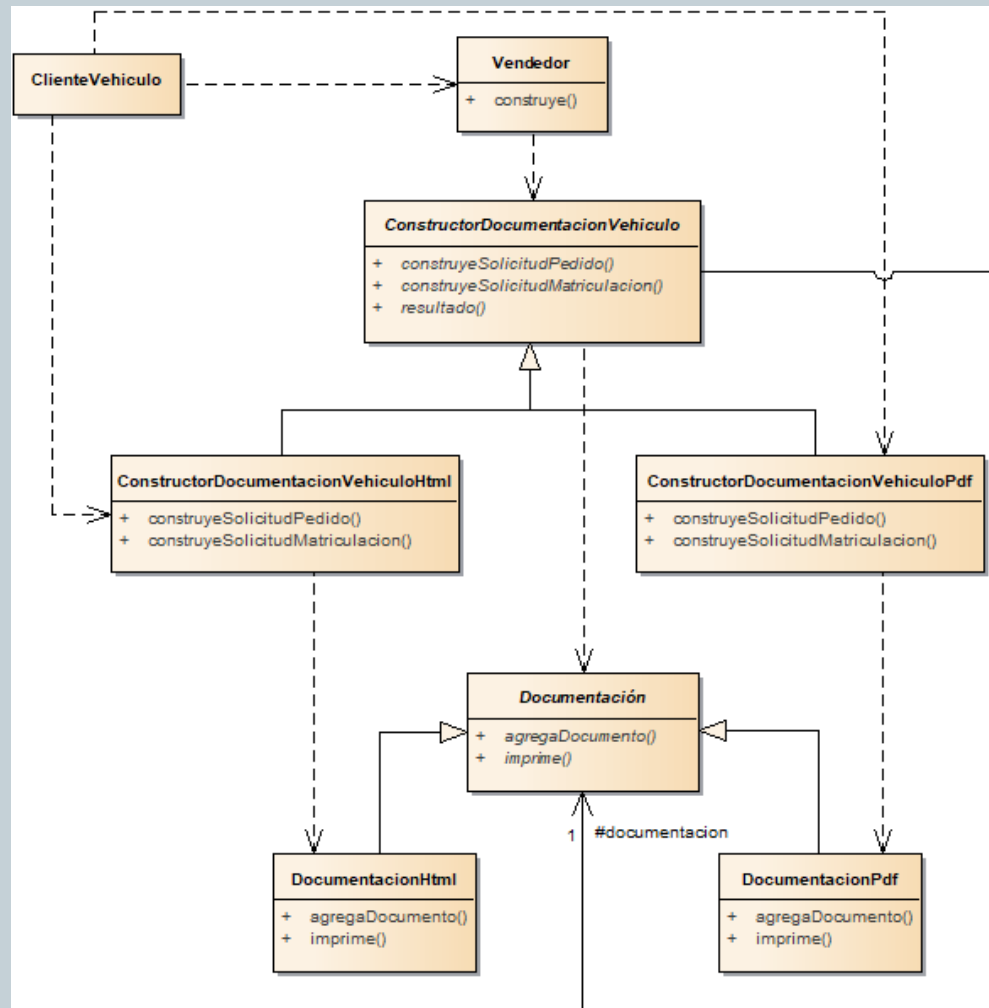 ClienteVehiculo
Vendedor
+ construye()
ConstructorDocumentacionVehiculo
+ construyeSolicitudPedido()
+ construyeSolicitudMatriculacion()
+ resultado()
ConstructorDocumentacionVehiculoHtml
+ construyeSolicitudPedido()
+ construyeSolicitudMatriculacion()
ConstructorDocumentacionVehiculoPdf
+ construyeSolicitudPedido()
+ construyeSolicitudMatriculacion()
Documentación
+ agregaDocumento()
+ imprime()
1 #documentacion
DocumentacionHtml
+ agregaDocumento()
+ imprime()
DocumentacionPdf
+ agregaDocumento()
+ imprime()